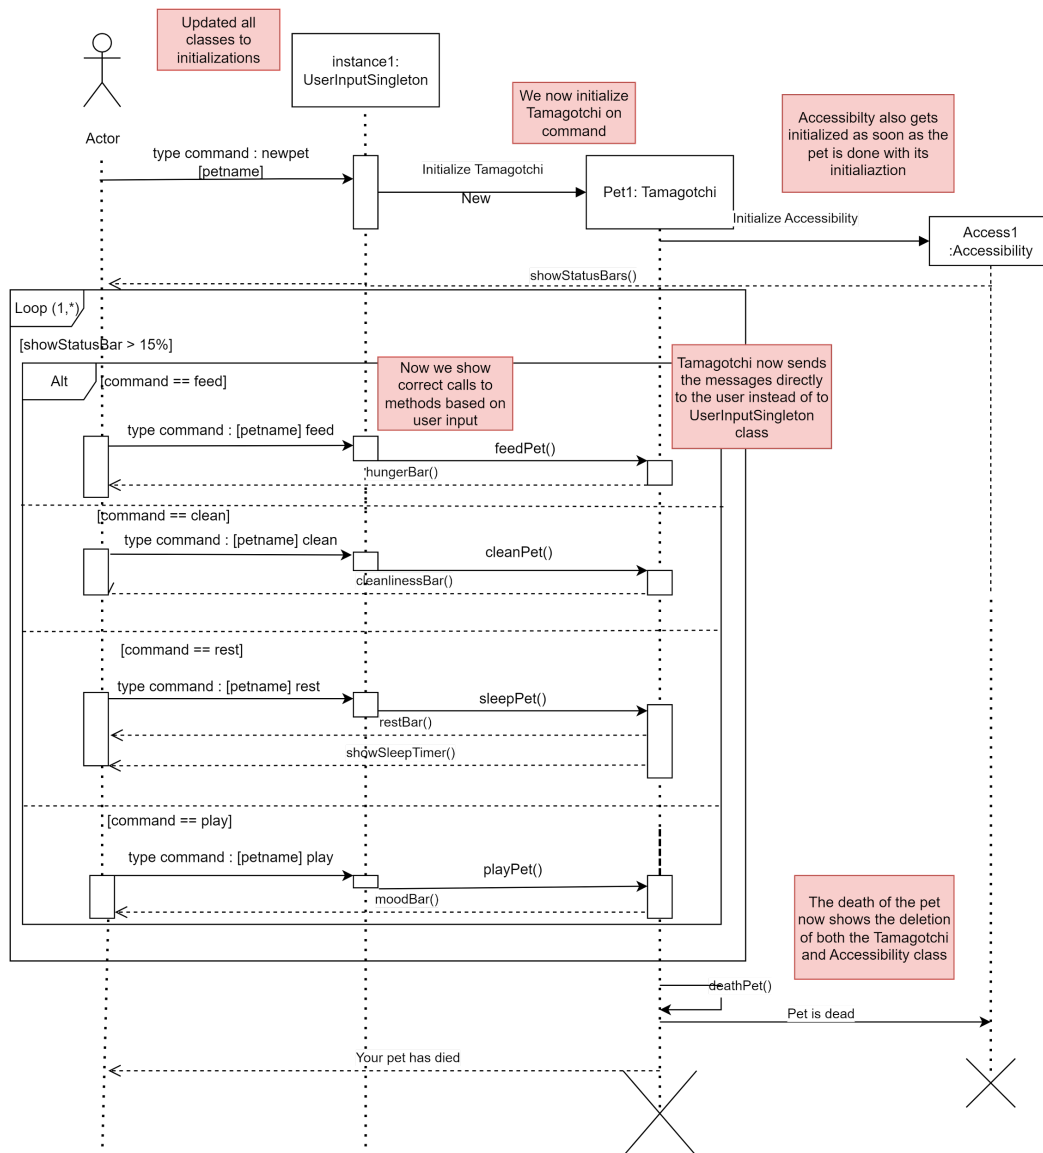 Updated all
classes to
initializations
instance1:
UserInputSingleton
We now initialize
Tamagotchi on
command
Accessibilty also gets
initialized as soon as the
pet is done with its
initialiaztion
Actor
type command : newpet
[petname]
Initialize Tamagotchi
New
Pet1: Tamagotchi
Initialize Accessibility
Access1
:Accessibility
showStatusBars()
Loop (1,*)
[showStatusBar > 15%]
Alt
[command == feed]
Now we show
correct calls to
methods based on
user input
Tamagotchi now sends
the messages directly
to the user instead of to
UserInputSingleton
class
type command : [petname] feed
feedPet()
hungerBar()
[command == clean]
type command : [petname] clean
cleanPet()
cleanlinessBar()
[command == rest]
type command : [petname] rest
sleepPet()
restBar()
showSleepTimer()
[command == play]
type command : [petname] play
playPet()
moodBar()
The death of the pet
now shows the deletion
of both the Tamagotchi
and Accessibility class
deathPet()
Pet is dead
Your pet has died